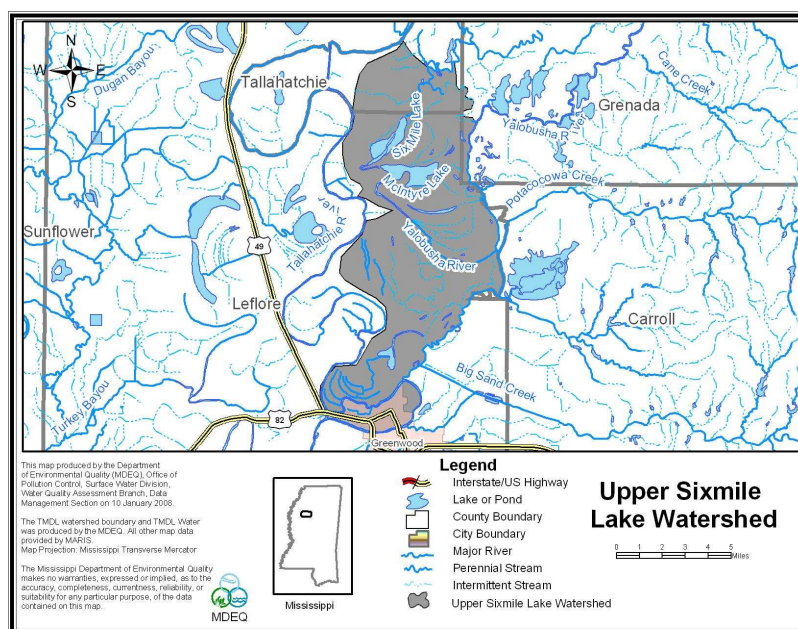 N
W E
S
Dugan Bayou
Tallahatchie
Cane Creek
Grenada
Yalobusha River
SixMile Lake
McIntyre Lake
Potacocowa Creek
Tallahatchie River
Sunflower
49
Yalobusha River
Leflore
Carroll
Big Sand Creek
Turkey Bayou
82
Greenwood
This map produced by the Department
of Environmental Quality (MDEQ), Office of
Pollution Control, Surface Water Division,
Water Quality Assessment Branch, Data
Management Section on 10 January 2008.
The TMDL watershed boundary and TMDL Water
was produced by the MDEQ. All other map data
provided by MARIS.
Map Projection: Mississippi Transverse Mercator
The Mississippi Department of Environmental Quality
makes no warranties, expressed or implied, as to the
accuracy, completeness, currentness, reliability, or
suitability for any particular purpose, of the data
contained on this map.
MDEQ
Mississippi
Legend
Interstate/US Highway
Lake or Pond
County Boundary
City Boundary
Major River
Perennial Stream
Intermittent Stream
Upper Sixmile Lake Watershed
Upper Sixmile
Lake Watershed
0 1 2 3 4 5
Miles